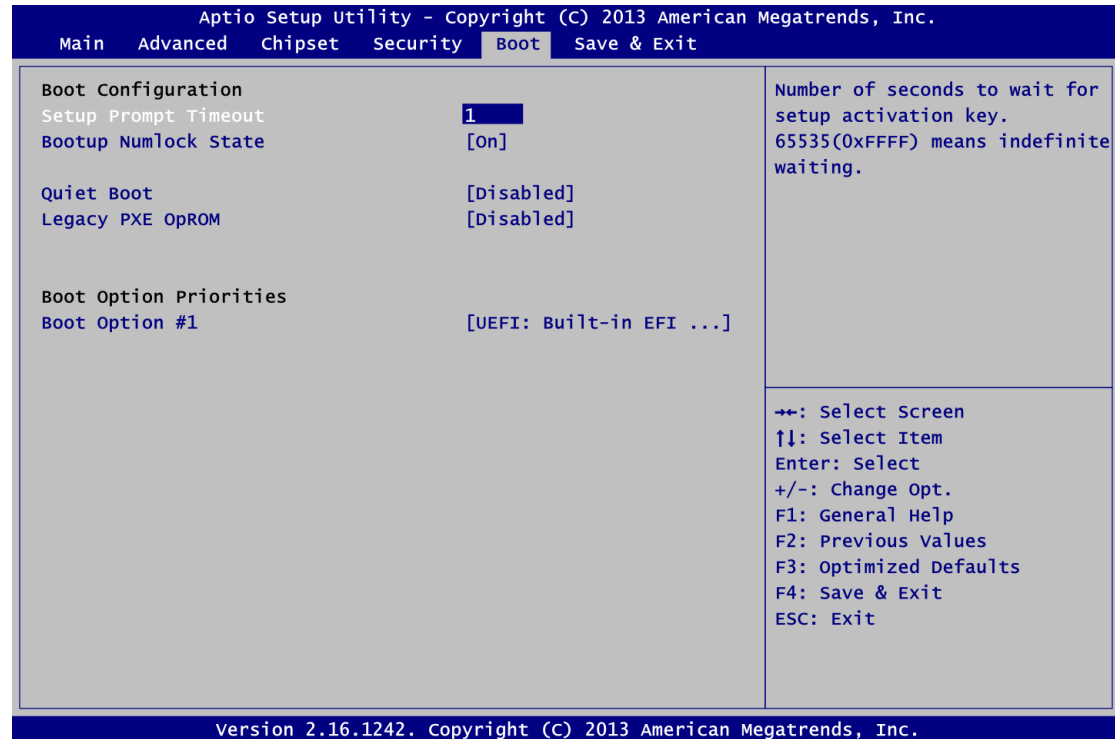 Aptio Setup Utility - Copyright (C) 2013 American Megatrends, Inc.
Main Advanced Chipset Security Boot Save & Exit
Boot Configuration
Setup Prompt Timeout 1
Bootup Numlock State [On]
Quiet Boot [Disabled]
Legacy PXE OpROM [Disabled]
Boot Option Priorities
Boot Option #1 [UEFI: Built-in EFI ...]
Number of seconds to wait for
setup activation key.
65535(0xFFFF) means indefinite
waiting.
→←: Select Screen
↑↓: Select Item
Enter: Select
+/-: Change Opt.
F1: General Help
F2: Previous Values
F3: Optimized Defaults
F4: Save & Exit
ESC: Exit
Version 2.16.1242. Copyright (C) 2013 American Megatrends, Inc.